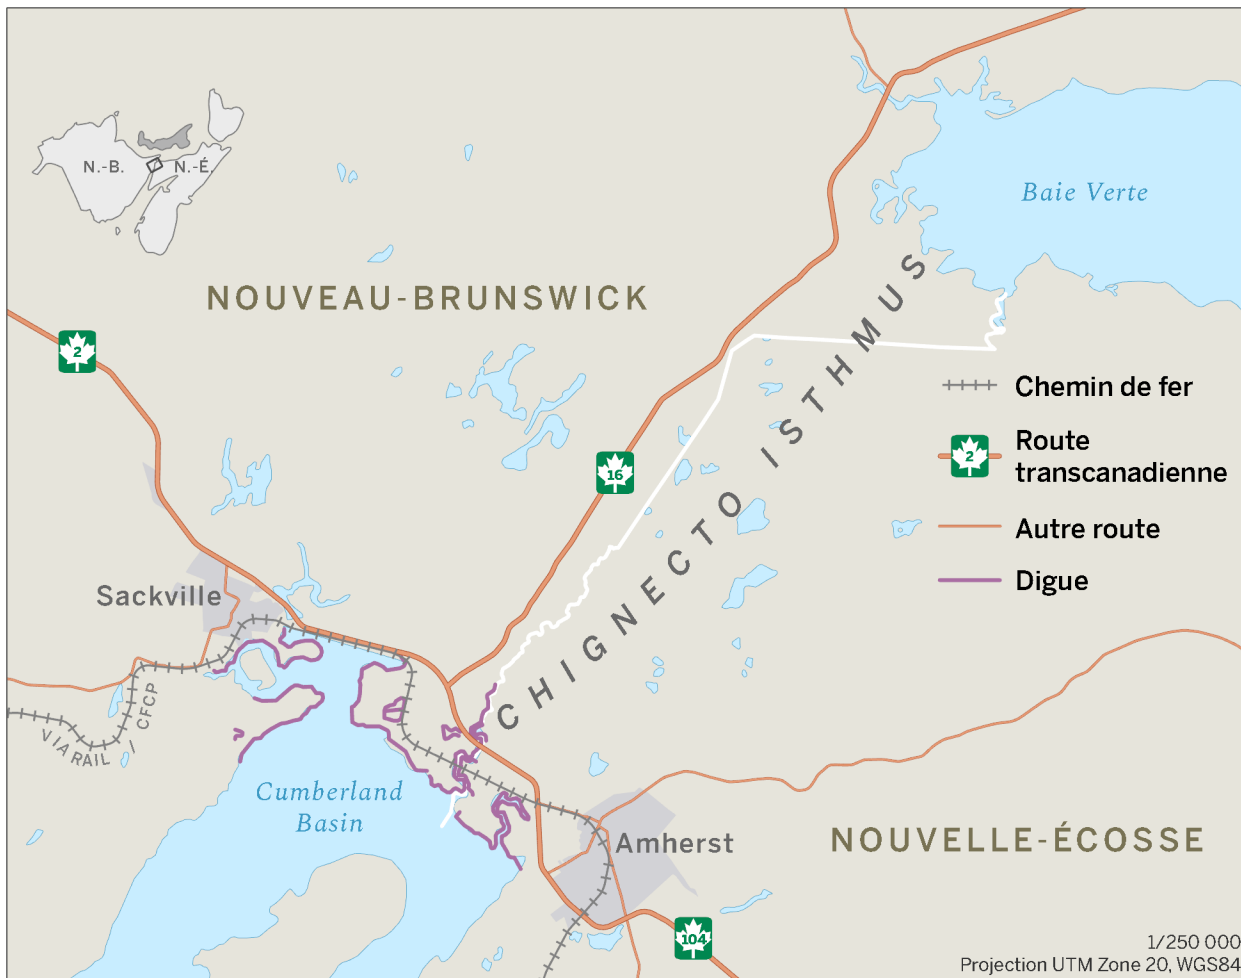 N.-B.
N.-É.
Baie Verte
NOUVEAU-BRUNSWICK
CHIGNECTO ISTHMUS
2
16
Chemin de fer
2
Route
transcanadienne
Autre route
Digue
Sackville
VIA RAIL / CFCP
Cumberland
Basin
Amherst
NOUVELLE-ÉCOSSE
104
1/250 000
Projection UTM Zone 20, WGS84